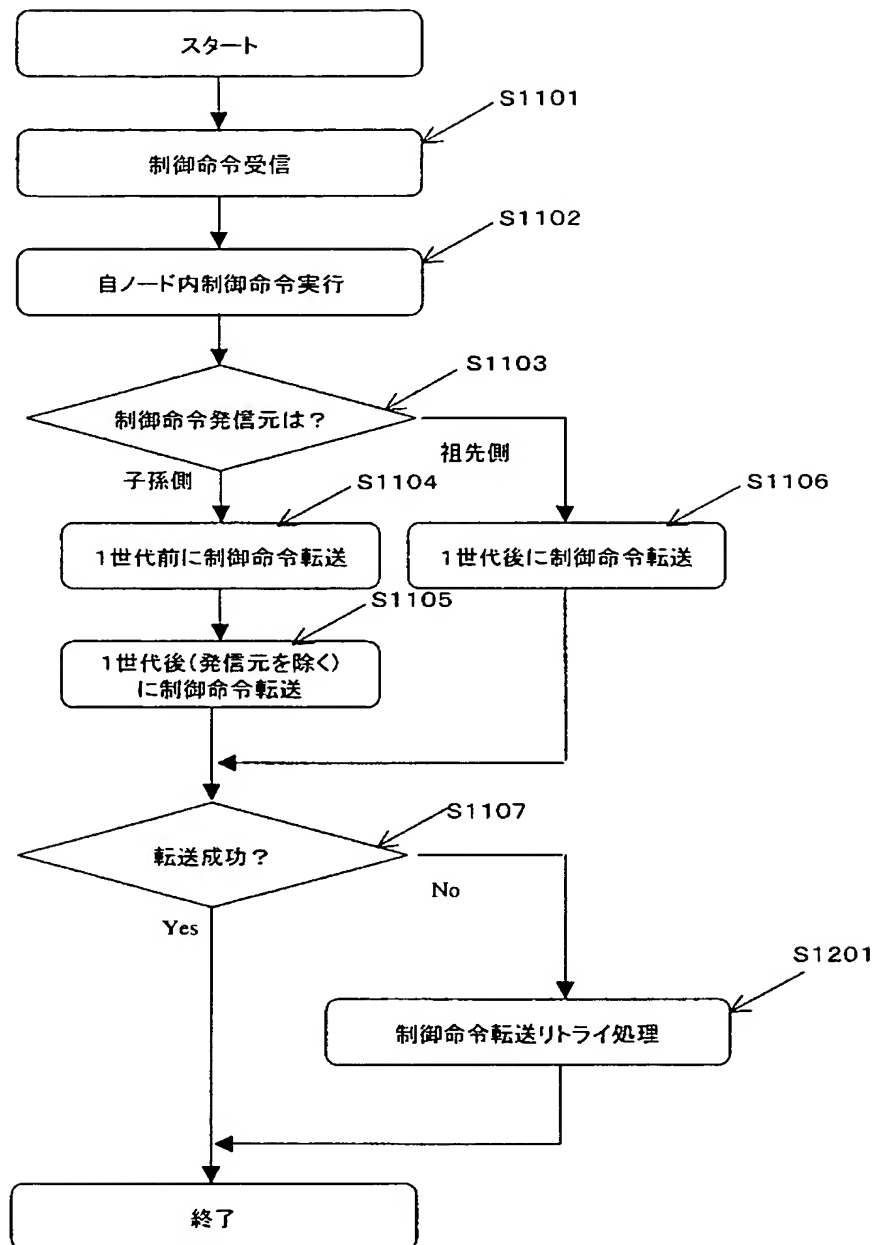 スタート
S1101
制御命令受信
S1102
自ノード内制御命令実行
S1103
制御命令発信元は？
祖先側
子孫側
S1104
S1106
1世代前に制御命令転送
1世代後に制御命令転送
S1105
1世代後（発信元を除く）
に制御命令転送
S1107
転送成功？
No
Yes
S1201
制御命令転送リトライ処理
終了